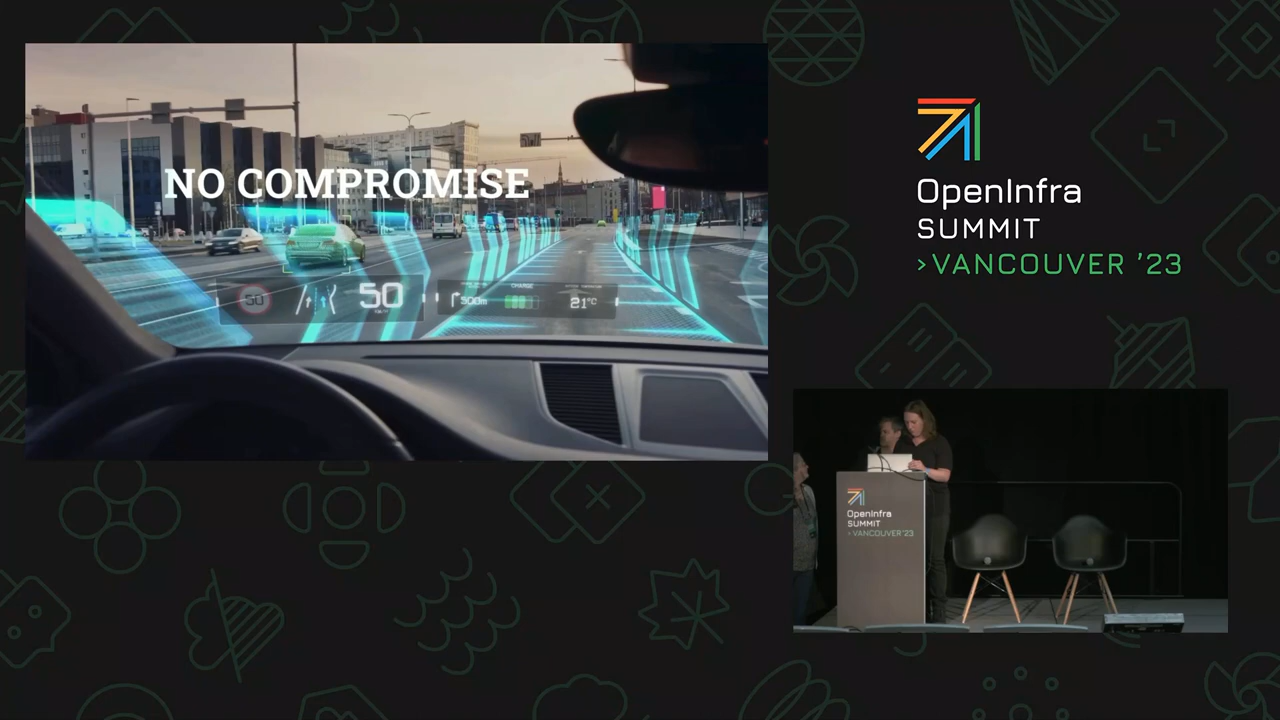 NO COMPROMISE
50
50
500m
CHARGE
21°C
OpenInfra
SUMMIT
>VANCOUVER '23
OpenInfra
SUMMIT
>VANCOUVER'23